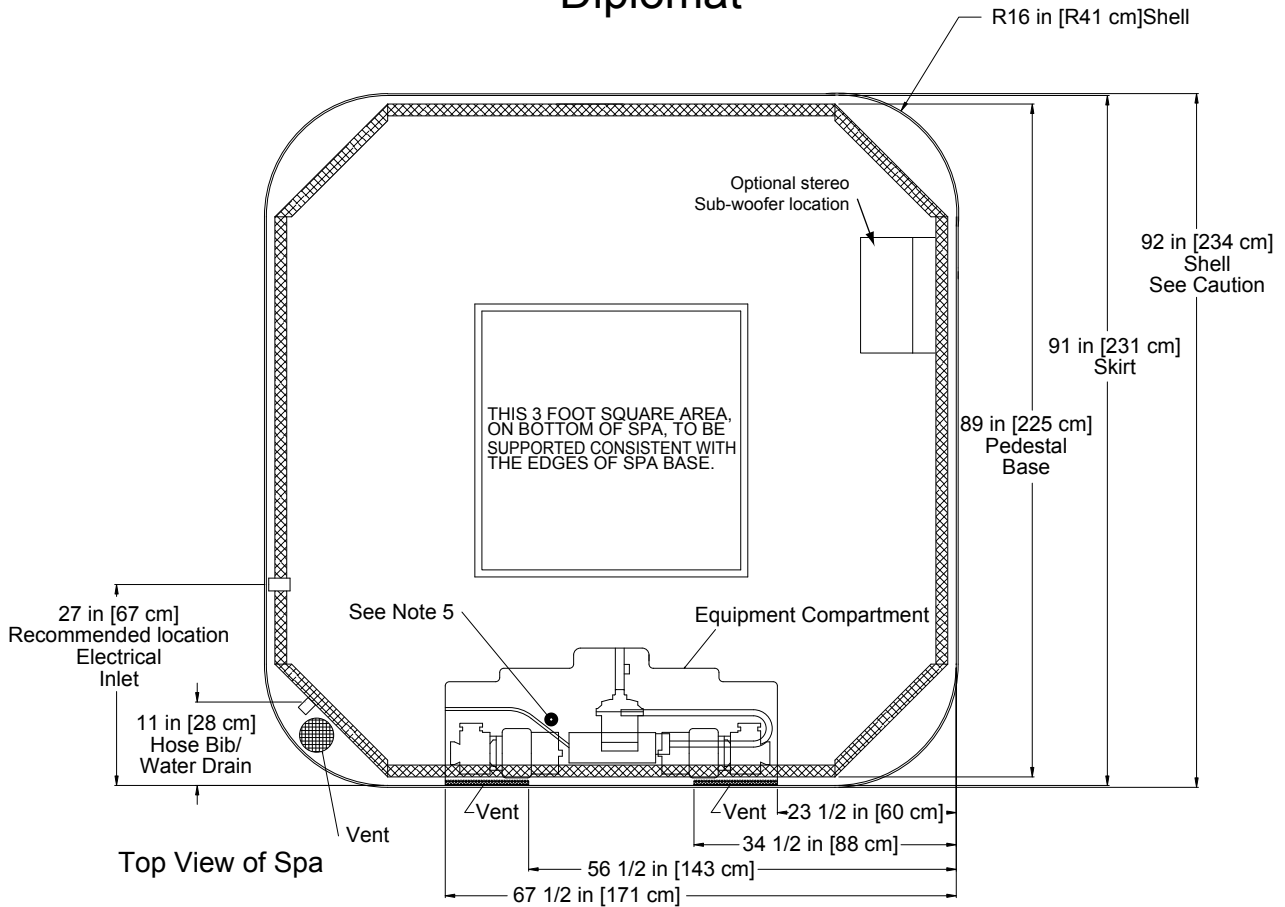 Diplomat
R16 in [R41 cm]Shell
Optional stereo
Sub-woofer location
92 in [234 cm]
Shell
See Caution
91 in [231 cm]
Skirt
THIS 3 FOOT SQUARE AREA,
ON BOTTOM OF SPA, TO BE
SUPPORTED CONSISTENT WITH
THE EDGES OF SPA BASE.
89 in [225 cm]
Pedestal
Base
27 in [67 cm]
Recommended location
Electrical
Inlet
See Note 5
Equipment Compartment
11 in [28 cm]
Hose Bib/
Water Drain
Vent
Vent
Vent
23 1/2 in [60 cm]
34 1/2 in [88 cm]
56 1/2 in [143 cm]
67 1/2 in [171 cm]
Top View of Spa